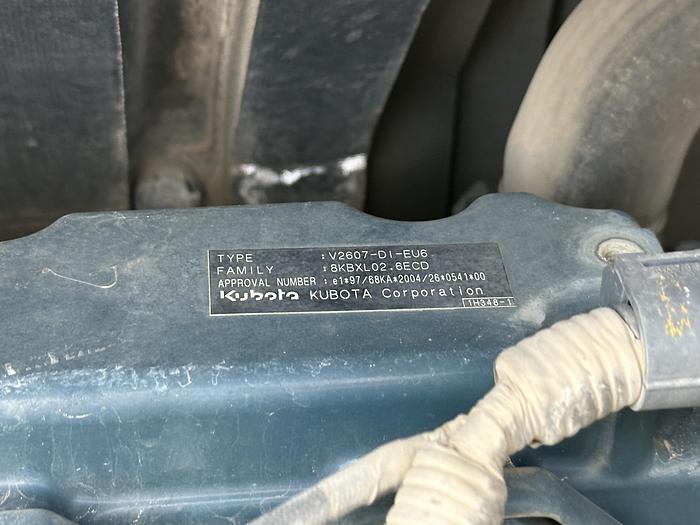 TYPE : V2607-DI-EU6
FAMILY : 8KBXL02.6ECD
APPROVAL NUMBER : e1*97/68KA*2004/26*0541*00
Kubota KUBOTA Corporation
1H348-1